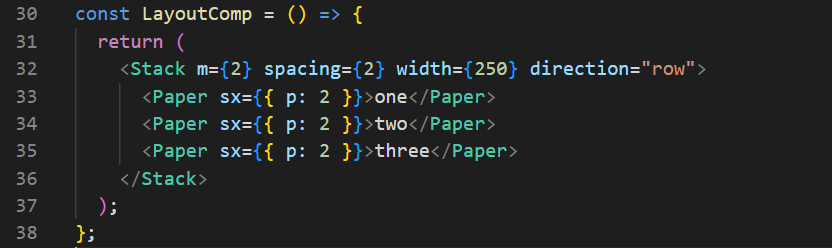 30 const LayoutComp = () => {
31   return (
32     <Stack m={2} spacing={2} width={250} direction="row">
33       <Paper sx={{ p: 2 }}>one</Paper>
34       <Paper sx={{ p: 2 }}>two</Paper>
35       <Paper sx={{ p: 2 }}>three</Paper>
36     </Stack>
37   );
38 };